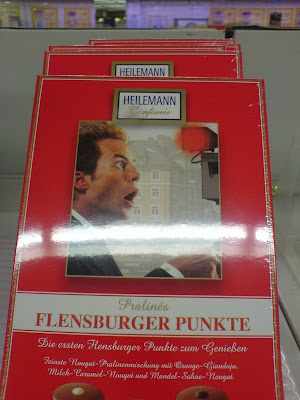 HEILEMANN
HEILEMANN
Confiserie
Pralinés
FLENSBURGER PUNKTE
Die ersten Flensburger Punkte zum Genießen
Feinste Nougat-Pralinenmischung mit Orange-Gianduja,
Milch-Caramel-Nougat und Mandel-Sahne-Nougat.